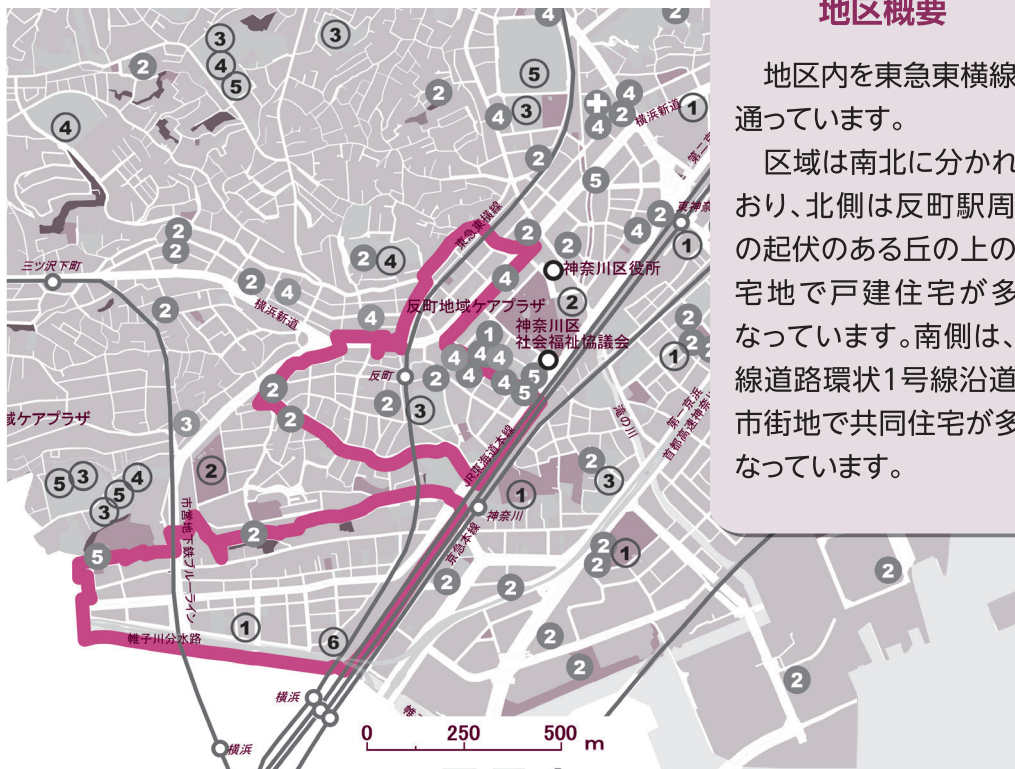 地区概要
地区内を東急東横線
通っています。
区域は南北に分かれ
おり、北側は反町駅周
の起伏のある丘の上の
宅地で戸建住宅が多
なっています。南側は、
線道路環状1号線沿道
市街地で共同住宅が多
なっています。
横浜新道
第二京
東神奈
東急東横線
三ツ沢下町
神奈川区役所
横浜新道
反町地域ケアプラザ
神奈川区
社会福祉協議会
反町
域ケアプラザ
滝の川
第一京浜
首都高速神奈
JR東海道本線
神奈川
京急本線
市営地下鉄ブルーライン
帷子川分水路
横浜
横浜
0 250 500 m